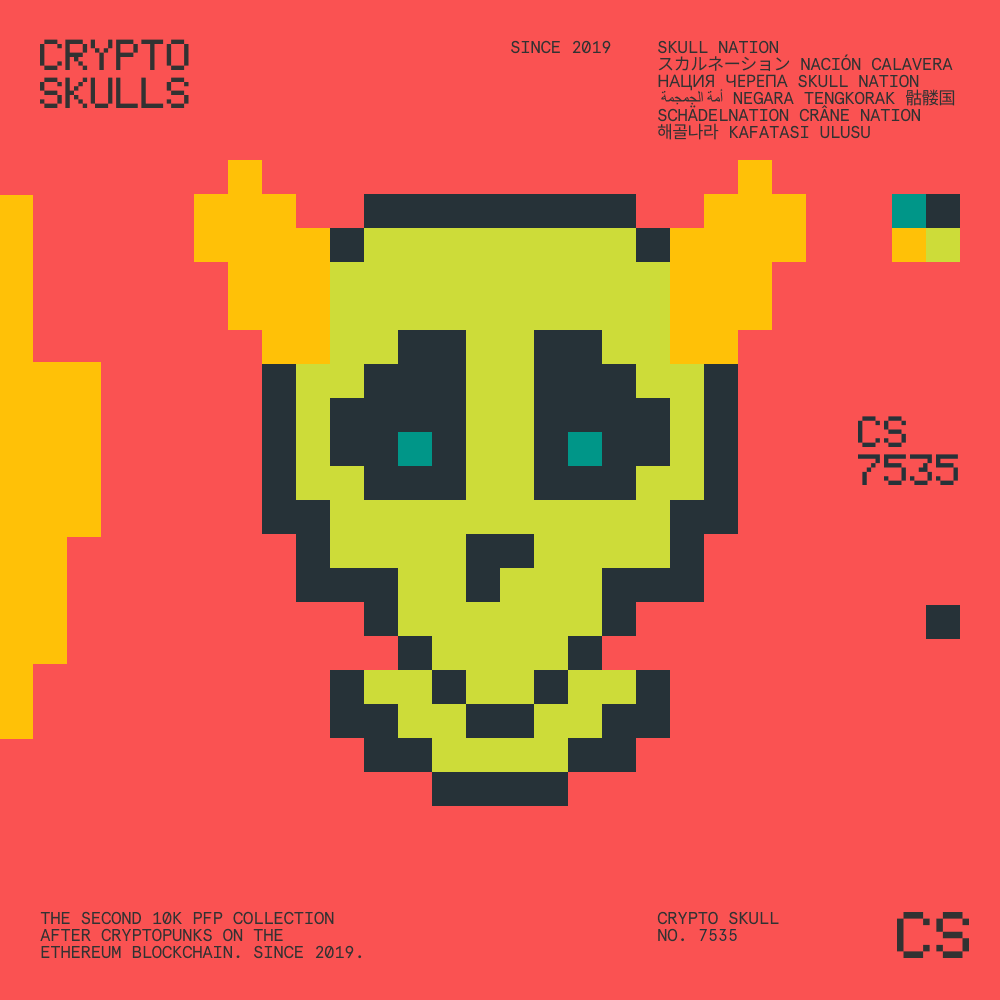 CRYPTO
SKULLS
SINCE 2019
SKULL NATION
スカルネーション NACIÓN CALAVERA
НАЦИЯ ЧЕРЕПА SKULL NATION
أمة الجمجمة NEGARA TENGKORAK 骷髅国
SCHÄDELNATION CRÂNE NATION
해골나라 KAFATASI ULUSU
CS
7535
THE SECOND 10K PFP COLLECTION
AFTER CRYPTOPUNKS ON THE
ETHEREUM BLOCKCHAIN. SINCE 2019.
CRYPTO SKULL
NO. 7535
CS